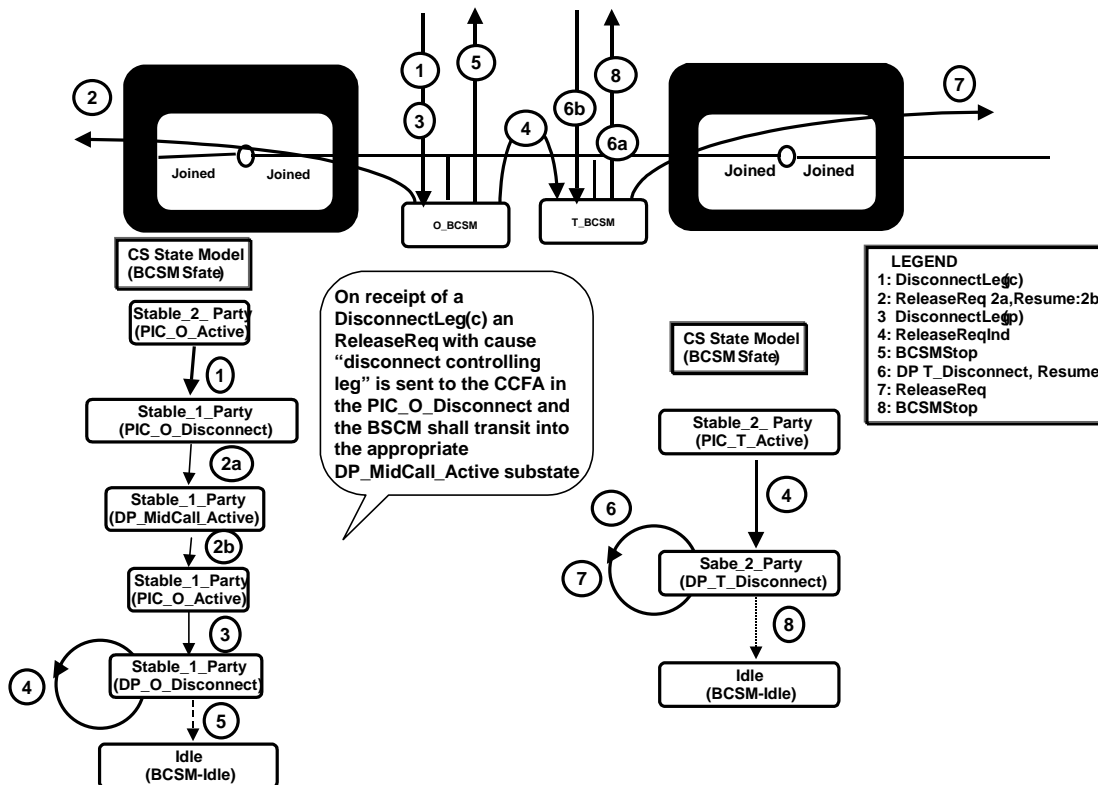 1
5
8
2
3
4
6b
6a
7
Joined
Joined
Joined
Joined
O_BCSM
T_BCSM
CS State Model
(BCSM Sfate)
Stable_2_ Party
(PIC_O_Active)
1
Stable_1_Party
(PIC_O_Disconnect)
2a
Stable_1_Party
(DP_MidCall_Active)
2b
Stable_1_Party
(PIC_O_Active)
3
Stable_1_Party
(DP_O_Disconnect)
4
5
Idle
(BCSM-Idle)
On receipt of a
DisconnectLeg(c) an
ReleaseReq with cause
“disconnect controlling
leg” is sent to the CCFA in
the PIC_O_Disconnect and
the BSCM shall transit into
the appropriate
DP_MidCall_Active substate
CS State Model
(BCSM Sfate)
Stable_2_ Party
(PIC_T_Active)
4
6
7
Sabe_2_Party
(DP_T_Disconnect)
8
Idle
(BCSM-Idle)
LEGEND
1: DisconnectLeg(c)
2: ReleaseReq 2a,Resume:2b
3 DisconnectLeg(p)
4: ReleaseReqInd
5: BCSMStop
6: DP T_Disconnect, Resume
7: ReleaseReq
8: BCSMStop